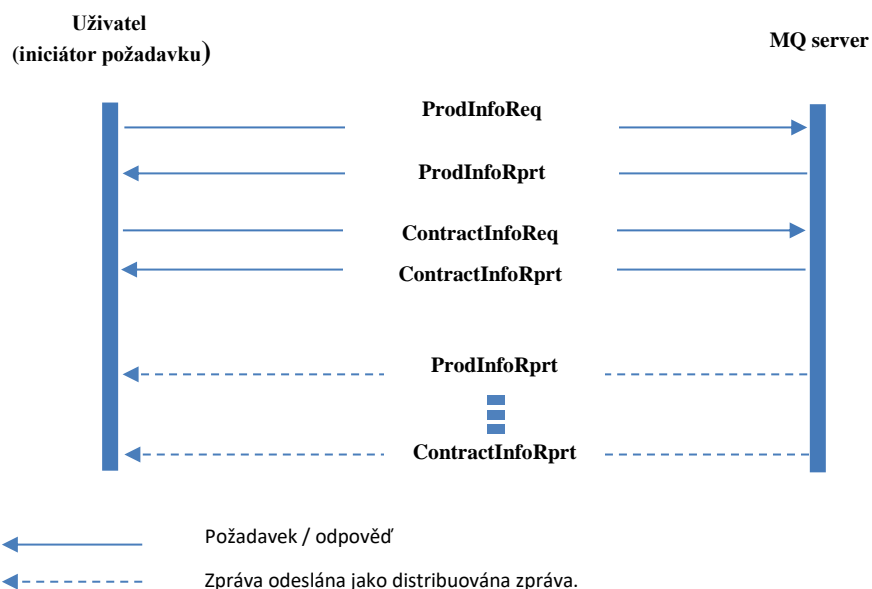 Uživatel
(iniciátor požadavku)
MQ server
ProdInfoReq
ProdInfoRprt
ContractInfoReq
ContractInfoRprt
ProdInfoRprt
ContractInfoRprt
Požadavek / odpověď
Zpráva odeslána jako distribuována zpráva.